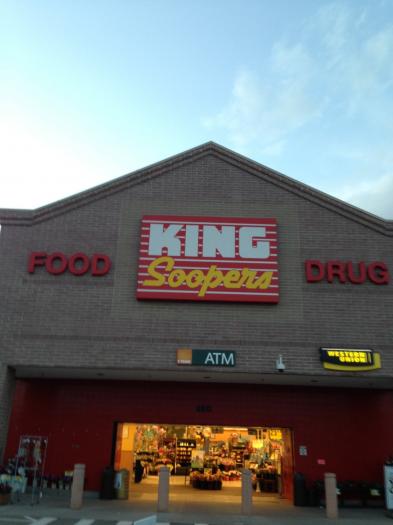 KING
Soopers
FOOD
DRUG
ATM
WESTERN
UNION